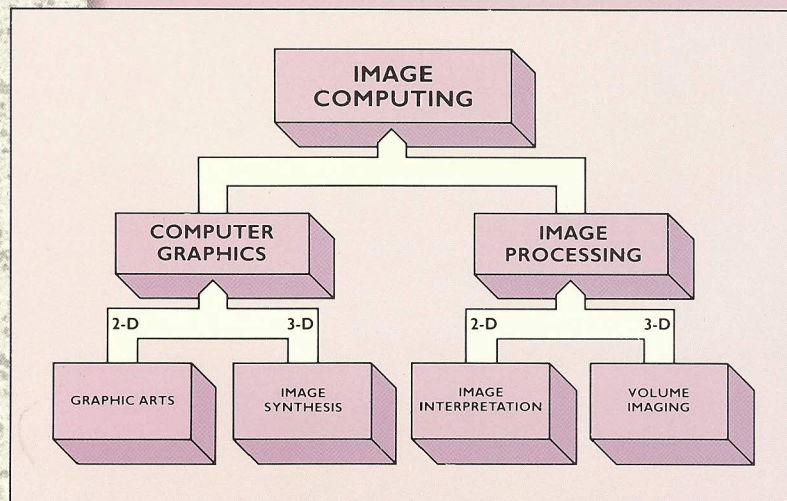 IMAGE
COMPUTING
COMPUTER
GRAPHICS
IMAGE
PROCESSING
2-D
3-D
2-D
3-D
GRAPHIC ARTS
IMAGE
SYNTHESIS
IMAGE
INTERPRETATION
VOLUME
IMAGING